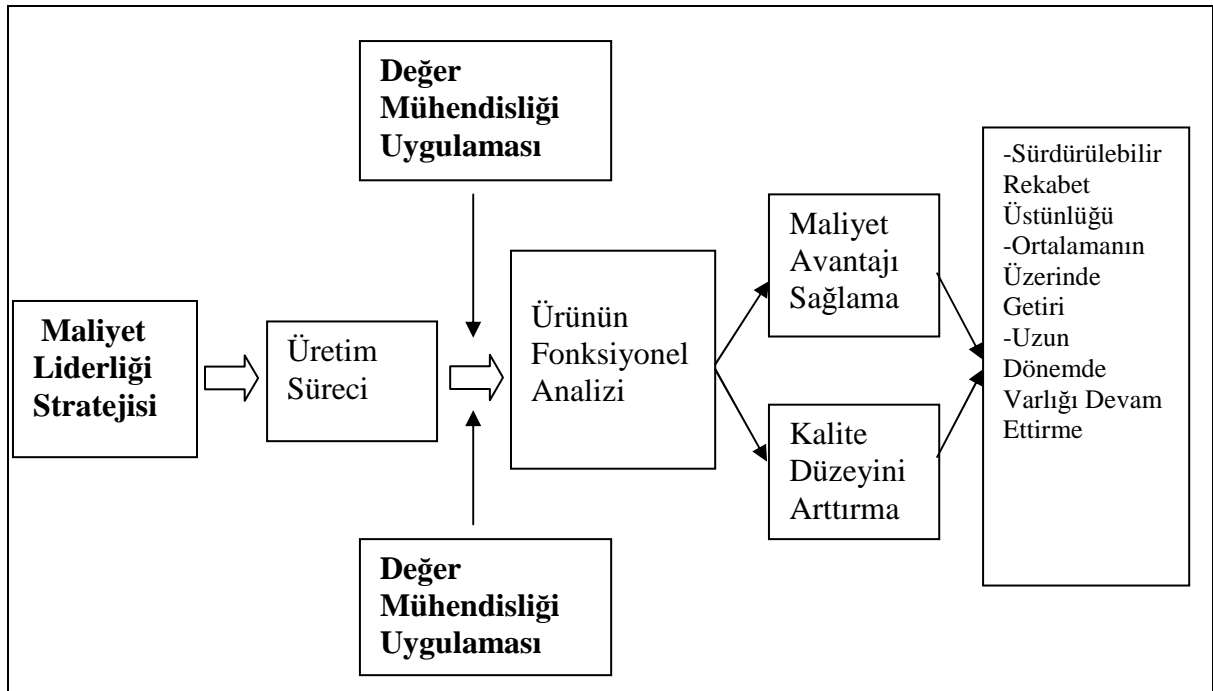 Maliyet
Liderliği
Stratejisi
Üretim
Süreci
Değer
Mühendisliği
Uygulaması
Değer
Mühendisliği
Uygulaması
Ürünün
Fonksiyonel
Analizi
Maliyet
Avantajı
Sağlama
Kalite
Düzeyini
Arttırma
-Sürdürülebilir
Rekabet
Üstünlüğü
-Ortalamanın
Üzerinde
Getiri
-Uzun
Dönemde
Varlığı Devam
Ettirme